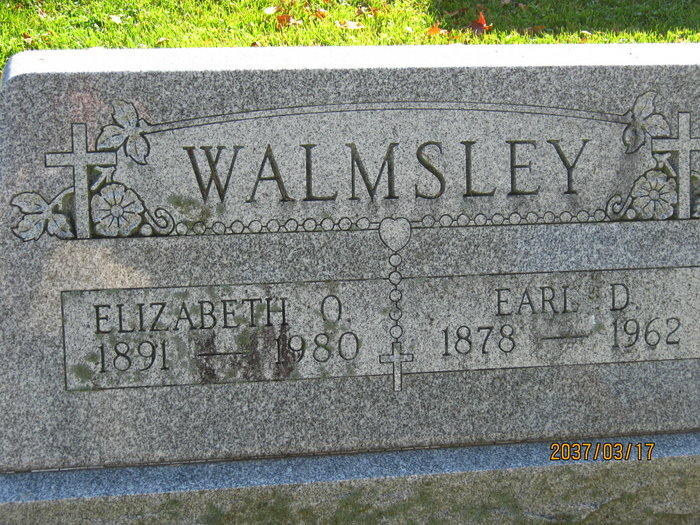 WALMSLEY
ELIZABETH O.
1891 — 1980
EARL D.
1878 — 1962
2037/03/17